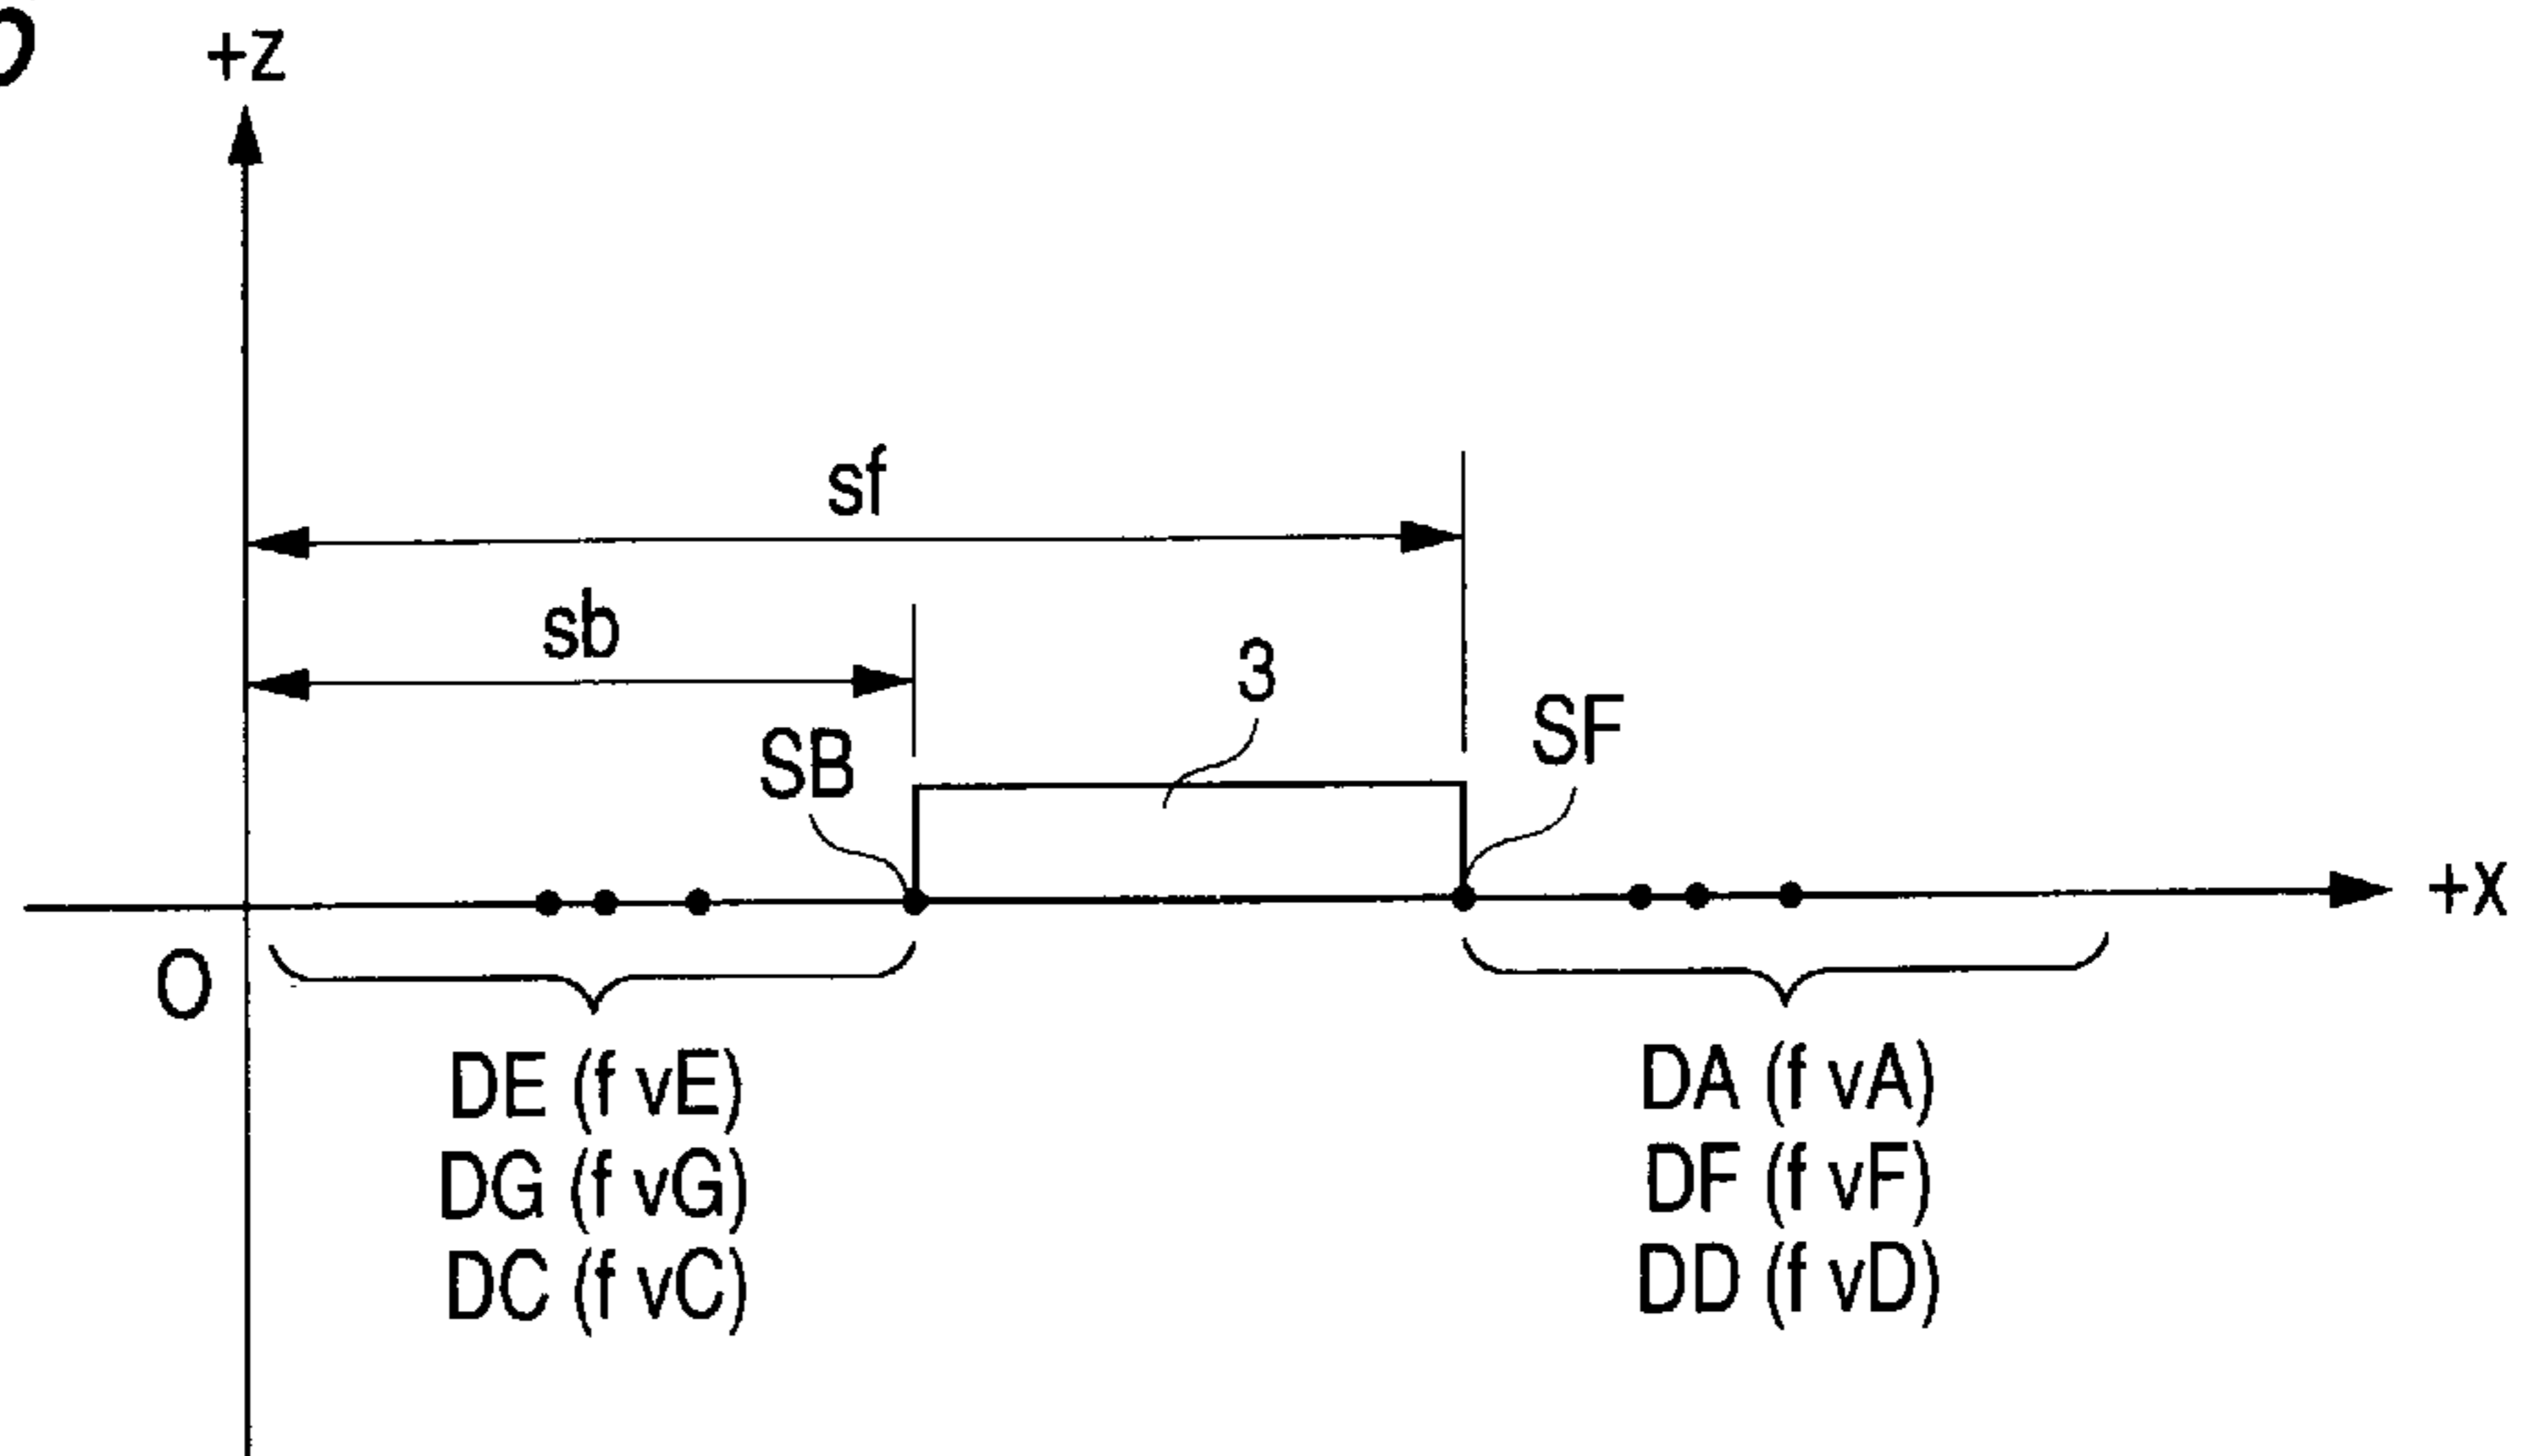 +z
sf
sb
3
SB
SF
+x
O
DE (f vE)
DG (f vG)
DC (f vC)
DA (f vA)
DF (f vF)
DD (f vD)